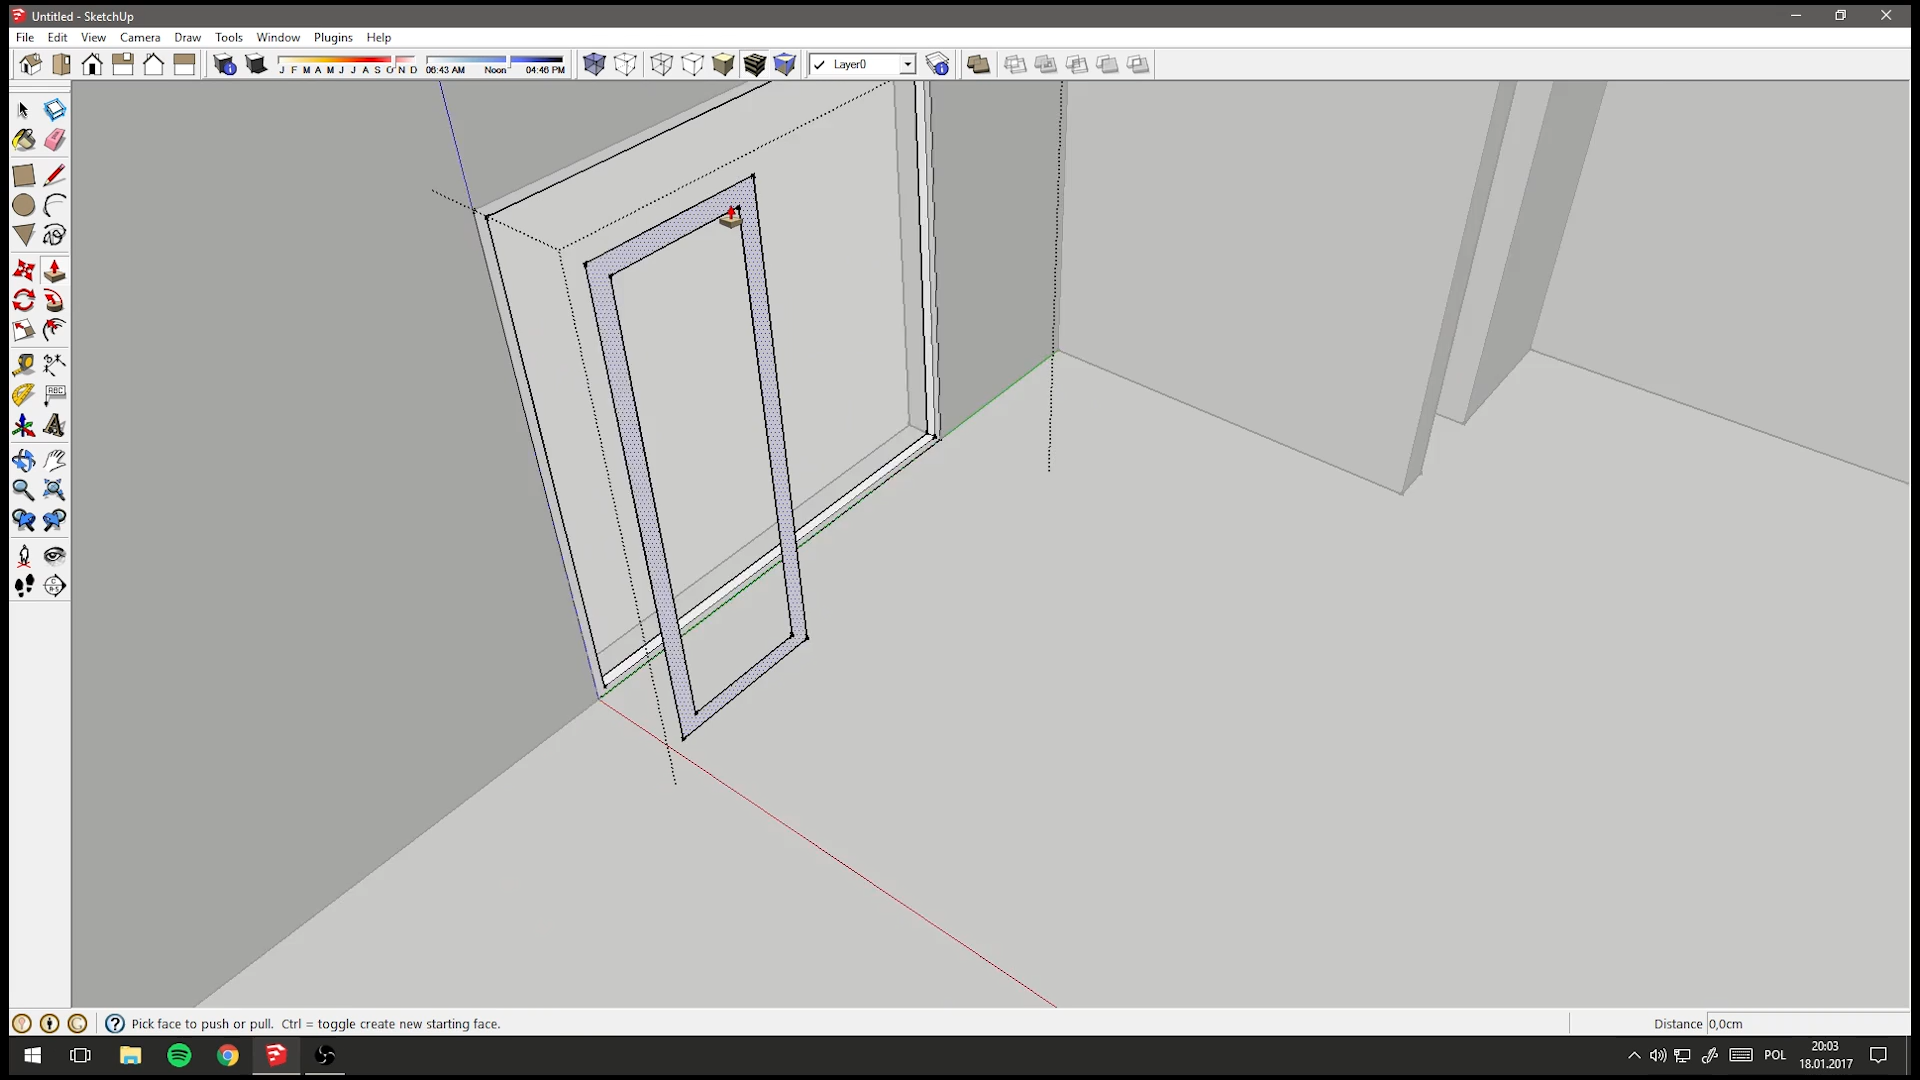 Untitled - SketchUp
File Edit View Camera Draw Tools Window Plugins Help
J F M A M J J A S O N D 06:43 AM Noon 04:46 PM Layer0
ABC
Pick face to push or pull. Ctrl = toggle create new starting face. Distance 0,0cm
POL 20:03
18.01.2017